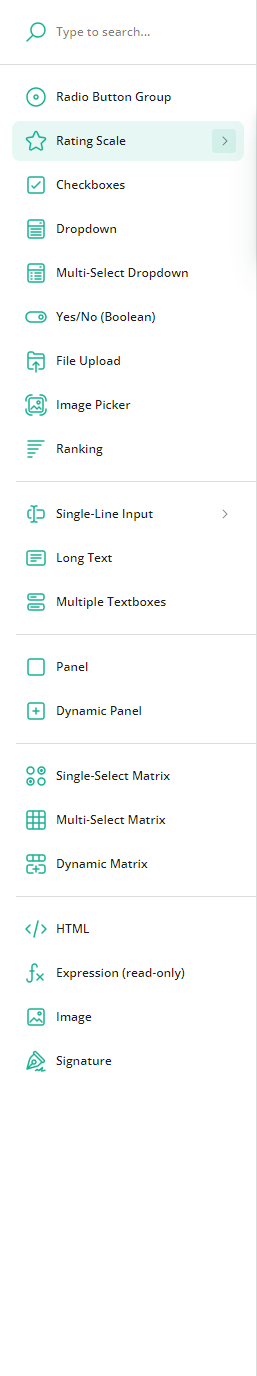 Type to search...
Radio Button Group
Rating Scale
Checkboxes
Dropdown
Multi-Select Dropdown
Yes/No (Boolean)
File Upload
Image Picker
Ranking
Single-Line Input
Long Text
Multiple Textboxes
Panel
Dynamic Panel
Single-Select Matrix
Multi-Select Matrix
Dynamic Matrix
HTML
Expression (read-only)
Image
Signature